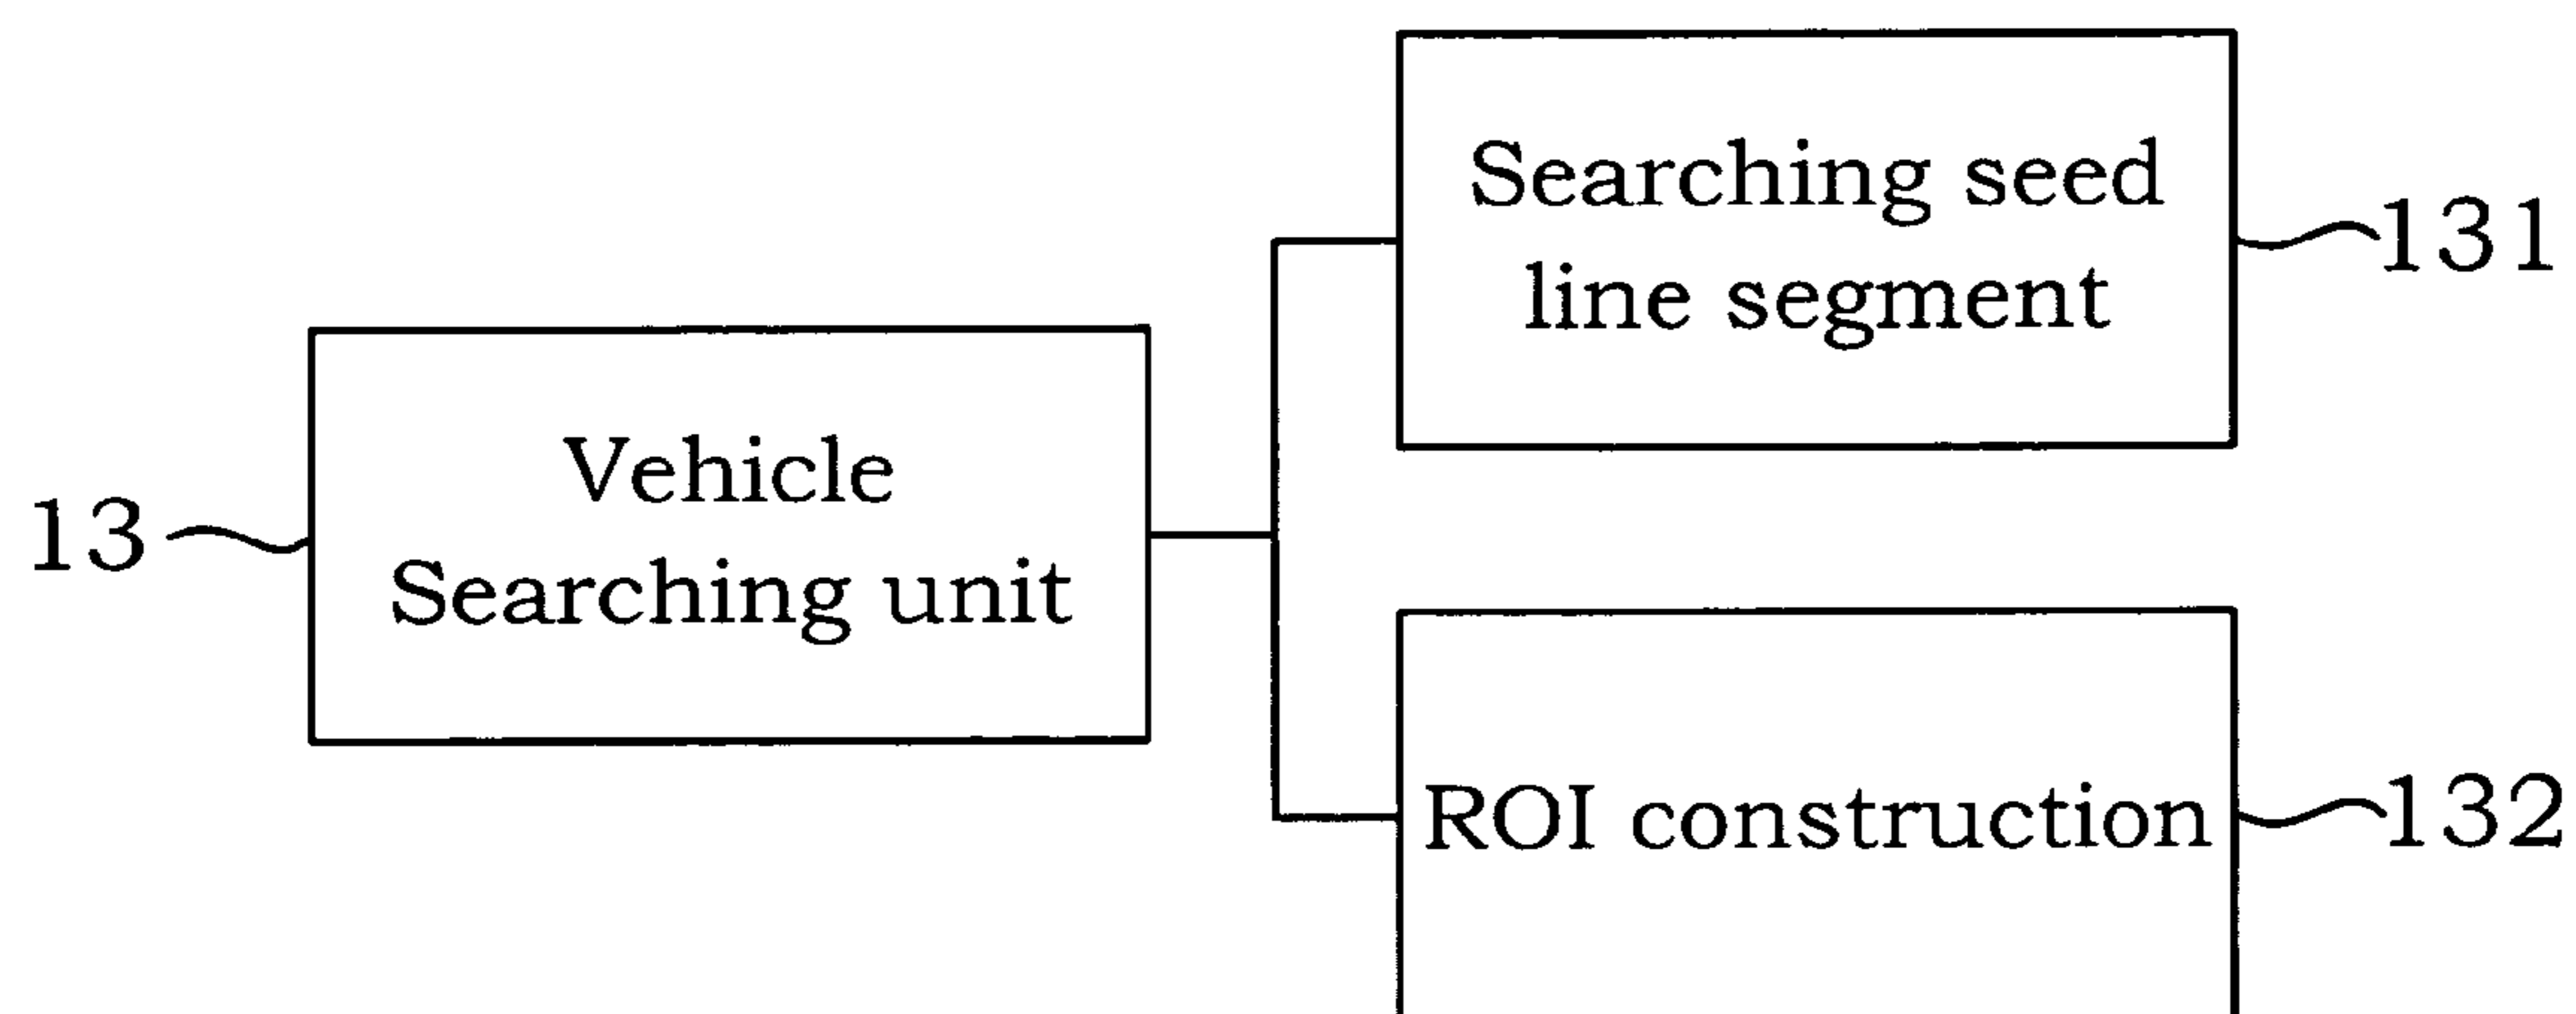 Searching seed
line segment
131
Vehicle
Searching unit
13
ROI construction
132